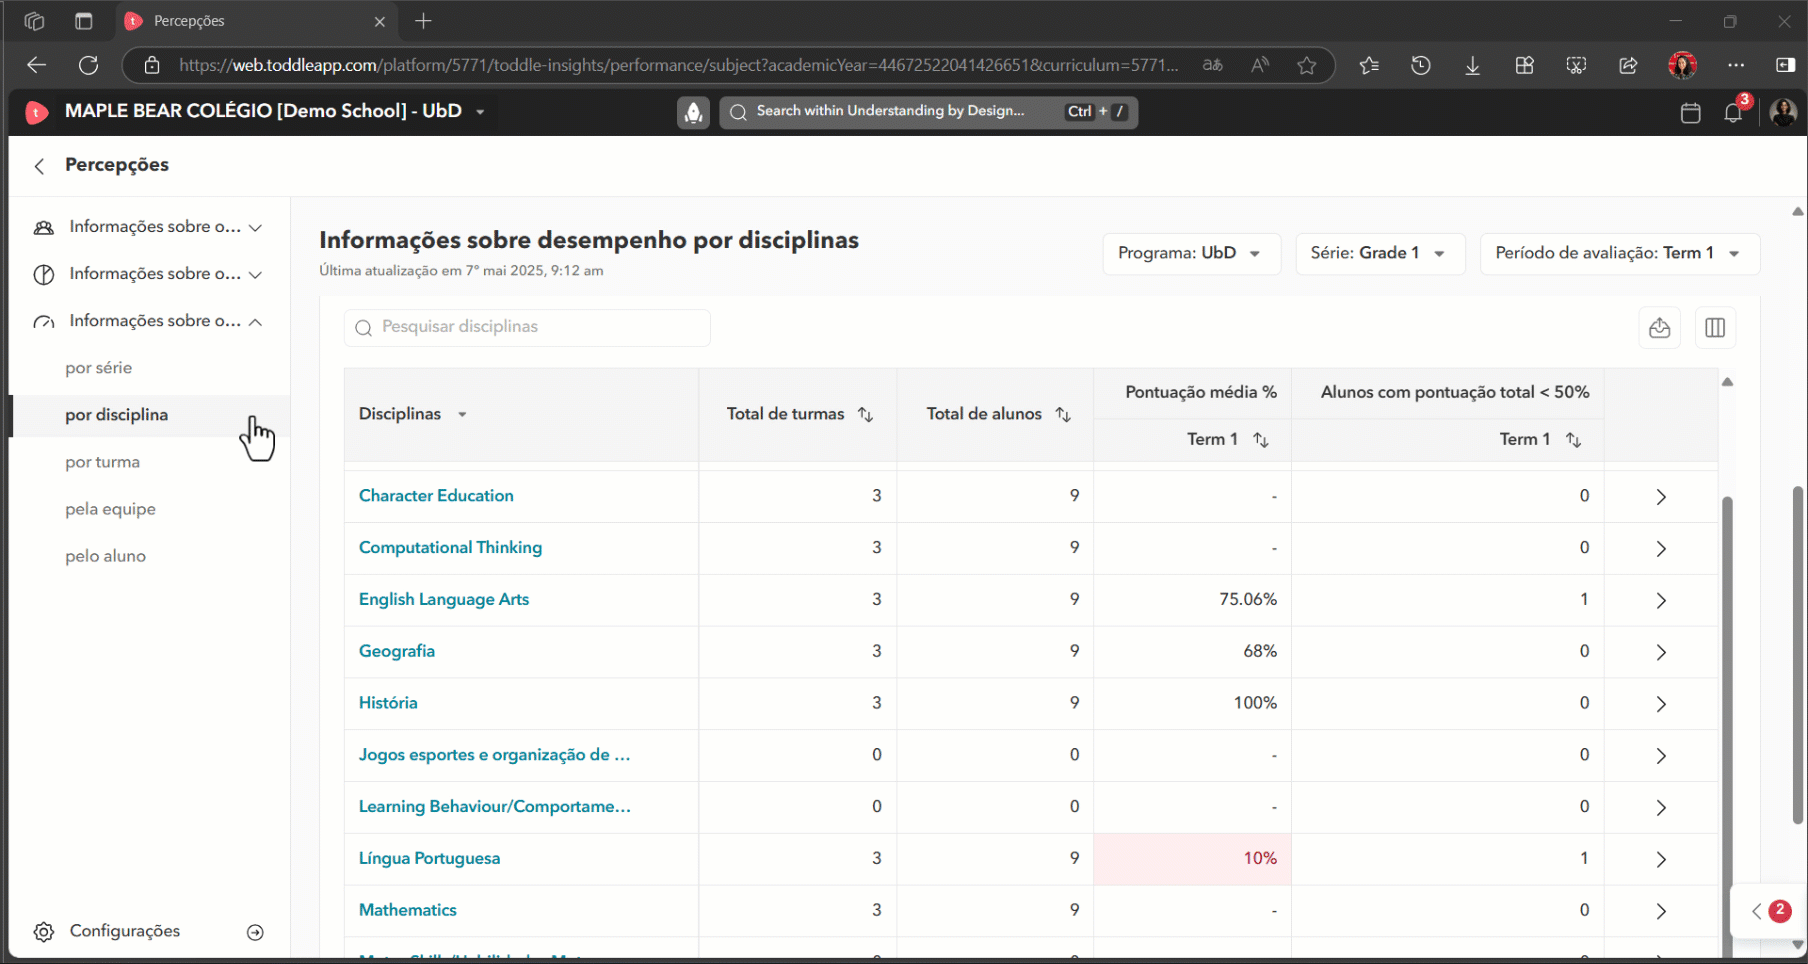 Percepções
https://web.toddleapp.com/platform/5771/toddle-insights/performance/subject?academicYear=44672522041426651&curriculum=5771...
MAPLE BEAR COLÉGIO [Demo School] - UbD
Search within Understanding by Design...
Ctrl + /
3
Percepções
Informações sobre o...
Informações sobre o...
Informações sobre o...
por série
por disciplina
por turma
pela equipe
pelo aluno
Configurações
Informações sobre desempenho por disciplinas
Última atualização em 7° mai 2025, 9:12 am
Programa: UbD
Série: Grade 1
Período de avaliação: Term 1
Pesquisar disciplinas
Disciplinas
Total de turmas
Total de alunos
Pontuação média %
Term 1
Alunos com pontuação total < 50%
Term 1
Character Education 3 9 - 0
Computational Thinking 3 9 - 0
English Language Arts 3 9 75.06% 1
Geografia 3 9 68% 0
História 3 9 100% 0
Jogos esportes e organização de ... 0 0 - 0
Learning Behaviour/Comportame... 0 0 - 0
Língua Portuguesa 3 9 10% 1
Mathematics 3 9 - 0
2